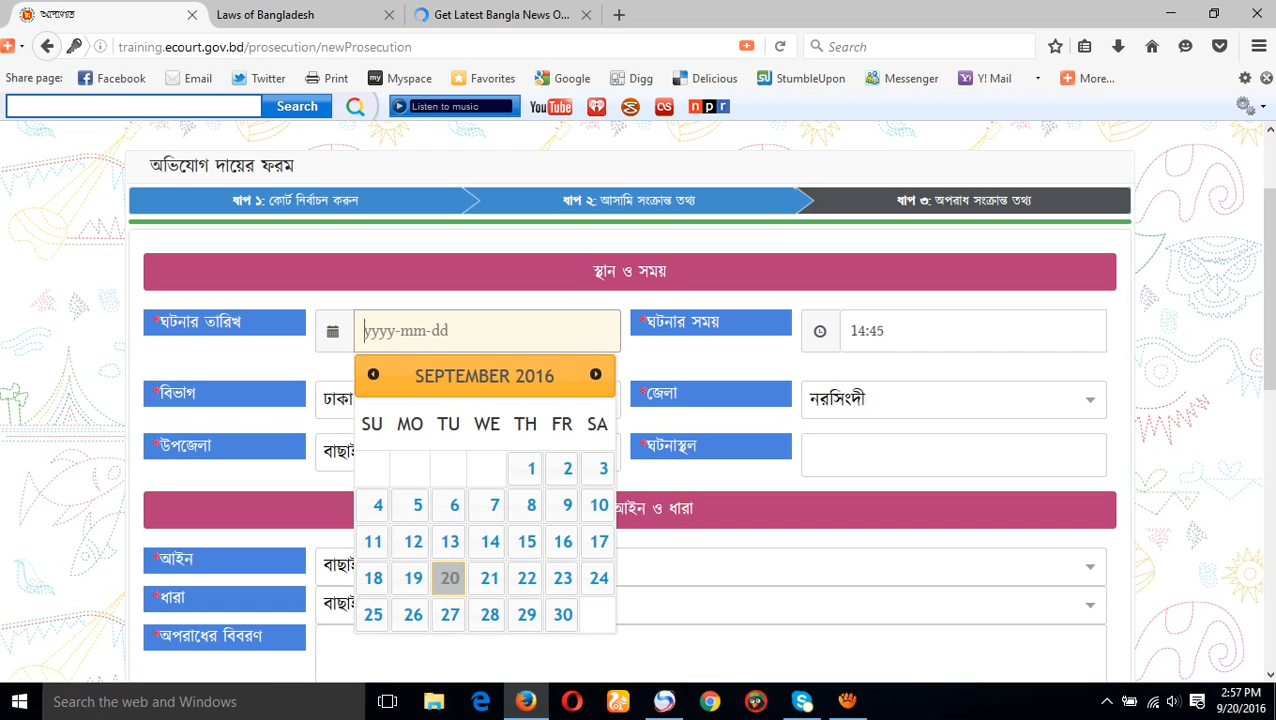 আদালত
Laws of Bangladesh
Get Latest Bangla News O...
training.ecourt.gov.bd/prosecution/newProsecution
Search
Share page: Facebook Email Twitter Print Myspace Favorites Google Digg Delicious StumbleUpon Messenger Y! Mail More...
Search Listen to music YouTube as n p r
অভিযোগ দায়ের ফরম
ধাপ ১: কোর্ট নির্বাচন করুন ধাপ ২: আসামি সংক্রান্ত তথ্য ধাপ ৩: অপরাধ সংক্রান্ত তথ্য
স্থান ও সময়
*ঘটনার তারিখ yyyy-mm-dd *ঘটনার সময় 14:45
SEPTEMBER 2016
*বিভাগ ঢাকা *জেলা নরসিংদী
SU MO TU WE TH FR SA
*উপজেলা *ঘটনাস্থল
1 2 3
4 5 6 7 8 9 10
আইন ও ধারা
11 12 13 14 15 16 17
*আইন
18 19 20 21 22 23 24
*ধারা
25 26 27 28 29 30
*অপরাধের বিবরণ
Search the web and Windows
2:57 PM
9/20/2016